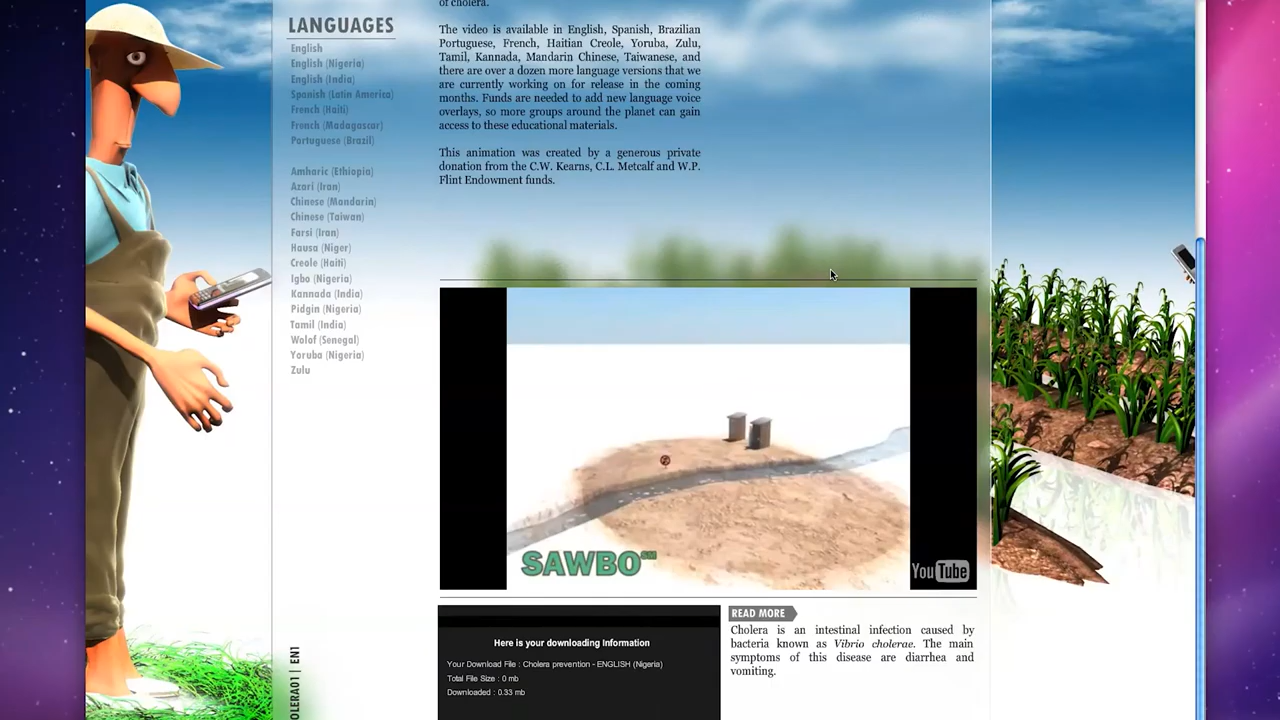 LANGUAGES
English
English (Nigeria)
English (India)
Spanish (Latin America)
French (Haiti)
French (Madagascar)
Portuguese (Brazil)
Amharic (Ethiopia)
Azari (Iran)
Chinese (Mandarin)
Chinese (Taiwan)
Farsi (Iran)
Hausa (Niger)
Creole (Haiti)
Igbo (Nigeria)
Kannada (India)
Pidgin (Nigeria)
Tamil (India)
Wolof (Senegal)
Yoruba (Nigeria)
Zulu
OLERA01 | EN1
of cholera.
The video is available in English, Spanish, Brazilian
Portuguese, French, Haitian Creole, Yoruba, Zulu,
Tamil, Kannada, Mandarin Chinese, Taiwanese, and
there are over a dozen more language versions that we
are currently working on for release in the coming
months. Funds are needed to add new language voice
overlays, so more groups around the planet can gain
access to these educational materials.
This animation was created by a generous private
donation from the C.W. Kearns, C.L. Metcalf and W.P.
Flint Endowment funds.
SAWBO℠
YouTube
Here is your downloading Information
Your Download File : Cholera prevention - ENGLISH (Nigeria)
Total File Size : 0 mb
Downloaded : 0.33 mb
READ MORE
Cholera is an intestinal infection caused by
bacteria known as Vibrio cholerae. The main
symptoms of this disease are diarrhea and
vomiting.